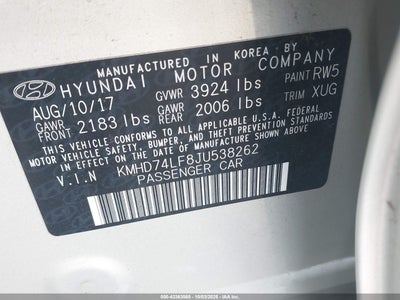 MANUFACTURED IN KOREA BY
HYUNDAI MOTOR COMPANY
AUG/10/17 GVWR 3924 lbs PAINT RW5
GAWR FRONT 2183 lbs GAWR REAR 2006 lbs TRIM XUG
THIS VEHICLE CONFORMS TO ALL APPLICABLE U.S.A. FEDERAL
MOTOR VEHICLE SAFETY, BUMPER, AND THEFT PREVENTION
STANDARDS IN EFFECT ON THE DATE OF MANUFACTURE
SHOWN ABOVE.
V.I.N KMHD74LF8JU538262
PASSENGER CAR